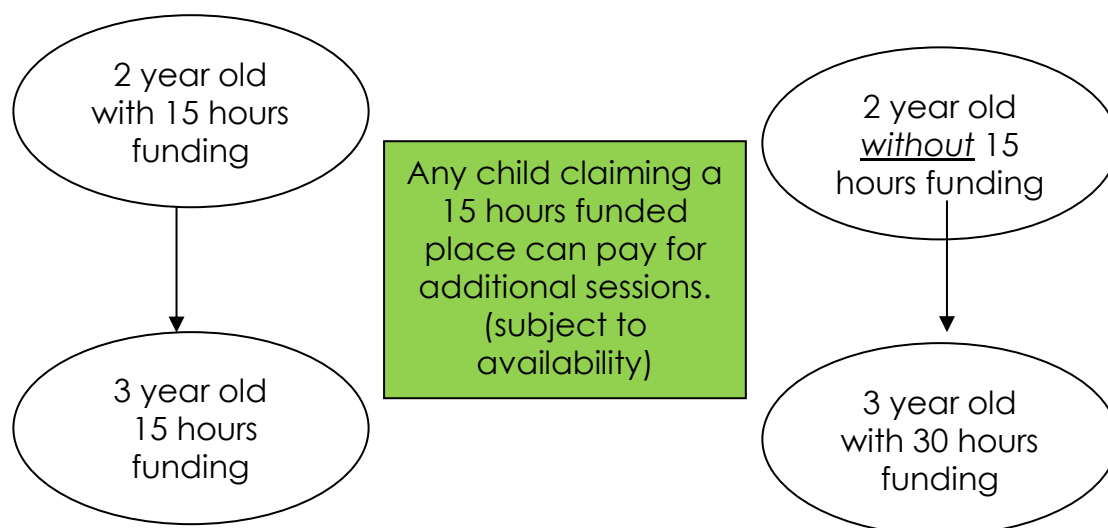 2 year old
with 15 hours
funding
Any child claiming a
15 hours funded
place can pay for
additional sessions.
(subject to
availability)
2 year old
without 15
hours funding
3 year old
15 hours
funding
3 year old
with 30 hours
funding